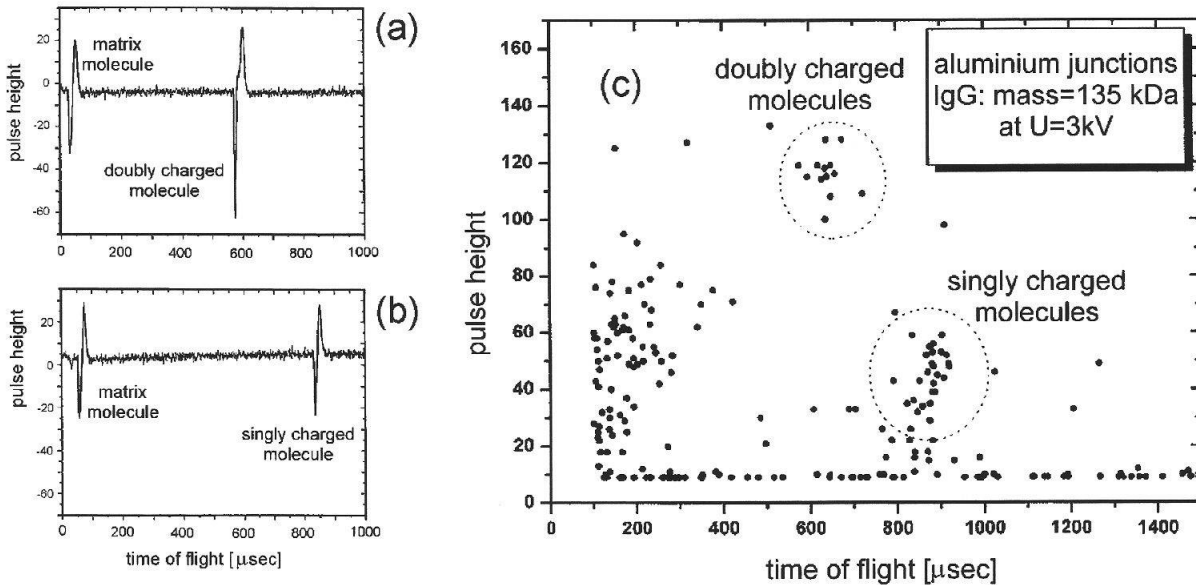 (a)
pulse height
20
0
-20
-40
-60
matrix
molecule
doubly charged
molecule
0
200
400
600
800
1000
(b)
pulse height
20
0
-20
-40
-60
matrix
molecule
singly charged
molecule
0
200
400
600
800
1000
time of flight [μsec]
(c)
pulse height
160
140
120
100
80
60
40
20
0
doubly charged
molecules
aluminium junctions
IgG: mass=135 kDa
at U=3kV
singly charged
molecules
0
200
400
600
800
1000
1200
1400
time of flight [μsec]